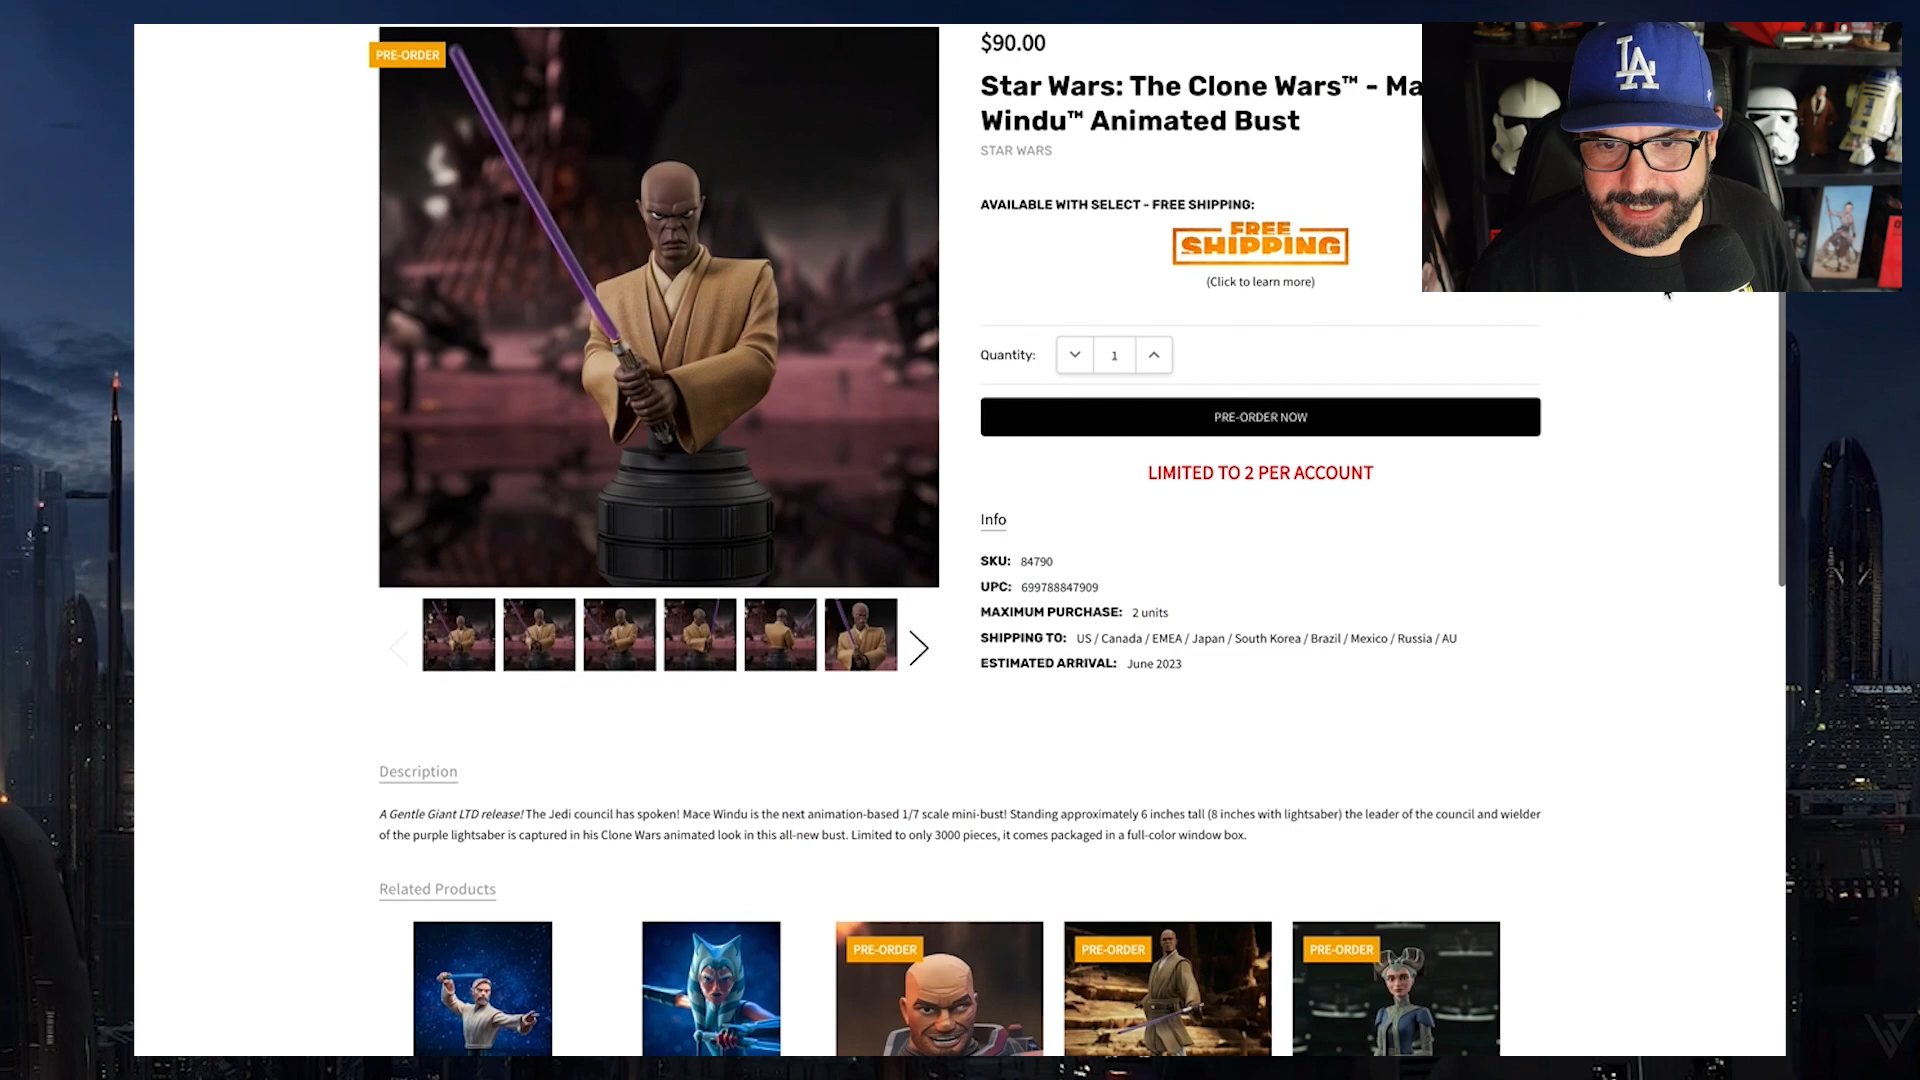 PRE-ORDER
$90.00
Star Wars: The Clone Wars™ - Ma
Windu™ Animated Bust
STAR WARS
LA
AVAILABLE WITH SELECT - FREE SHIPPING:
FREE
SHIPPING
(Click to learn more)
Quantity:
1
PRE-ORDER NOW
LIMITED TO 2 PER ACCOUNT
Info
SKU: 84790
UPC: 699788847909
MAXIMUM PURCHASE: 2 units
SHIPPING TO: US / Canada / EMEA / Japan / South Korea / Brazil / Mexico / Russia / AU
ESTIMATED ARRIVAL: June 2023
Description
A Gentle Giant LTD release! The Jedi council has spoken! Mace Windu is the next animation-based 1/7 scale mini-bust! Standing approximately 6 inches tall (8 inches with lightsaber) the leader of the council and wielder
of the purple lightsaber is captured in his Clone Wars animated look in this all-new bust. Limited to only 3000 pieces, it comes packaged in a full-color window box.
Related Products
PRE-ORDER
PRE-ORDER
PRE-ORDER